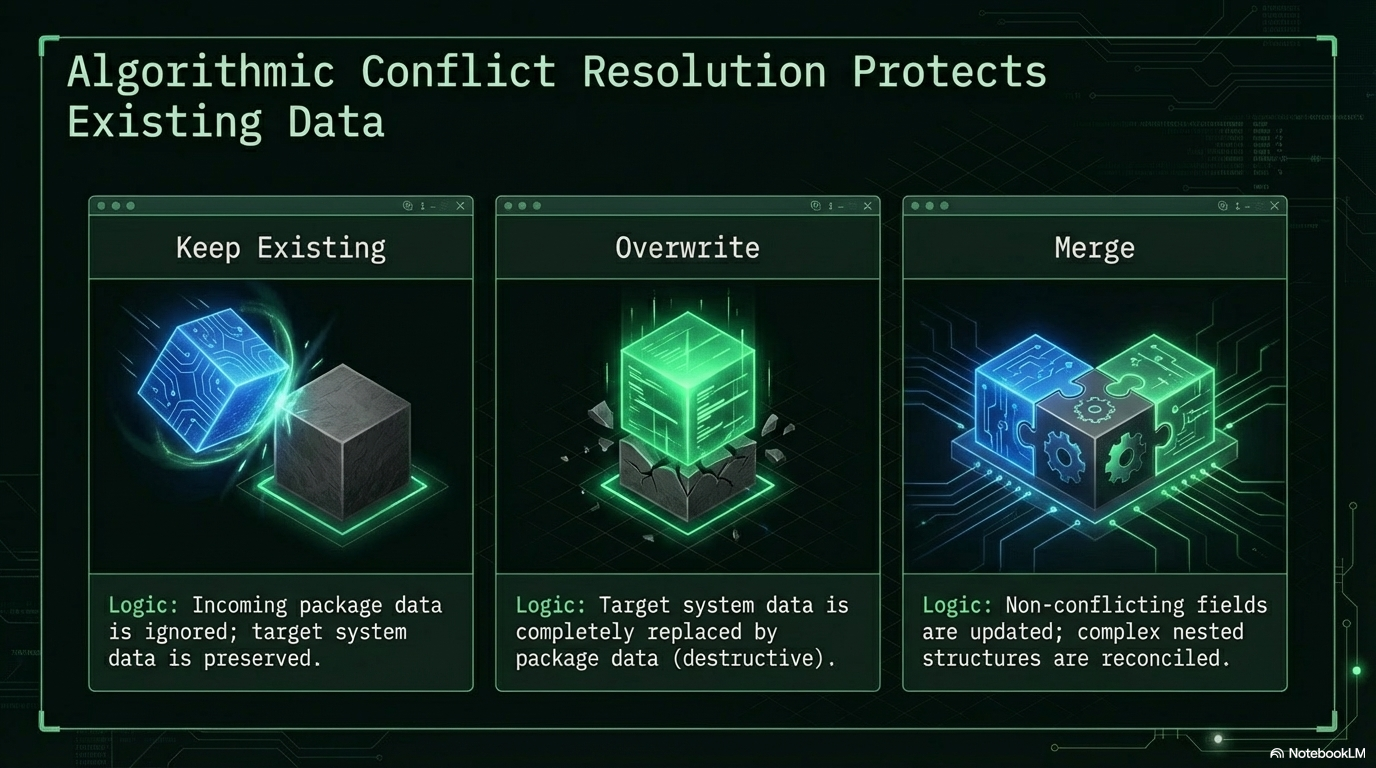 Algorithmic Conflict Resolution Protects
Existing Data
Keep Existing
Logic: Incoming package data
is ignored; target system
data is preserved.
Overwrite
Logic: Target system data is
completely replaced by
package data (destructive).
Merge
Logic: Non-conflicting fields
are updated; complex nested
structures are reconciled.
NotebookLM